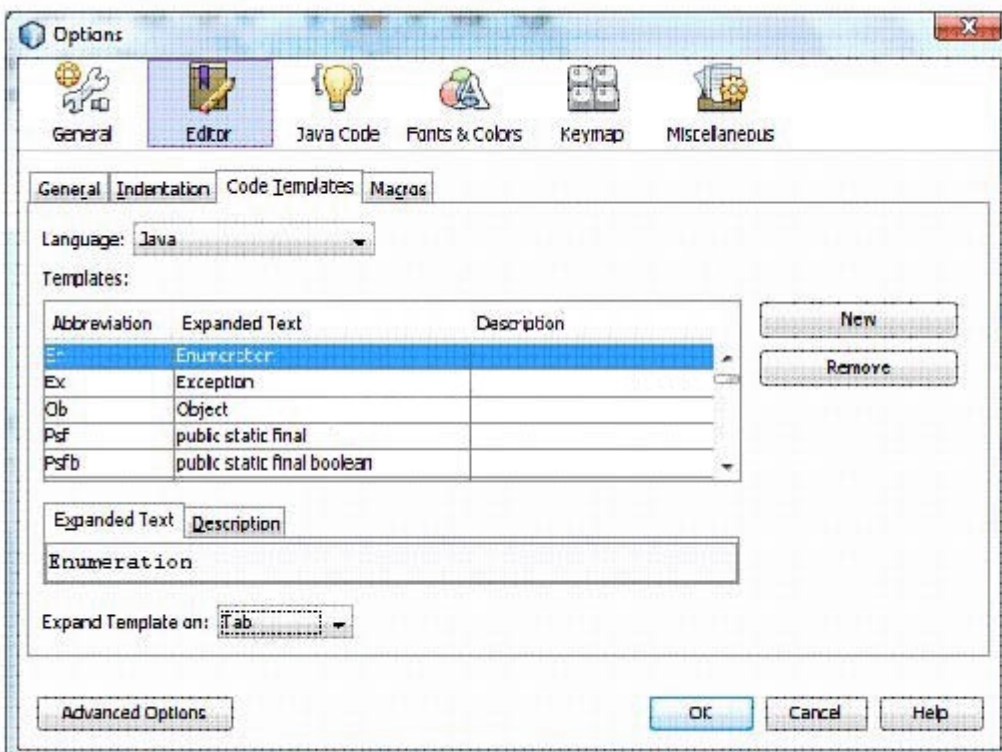 Options
General Editor Java Code Fonts & Colors Keymap Miscellaneous
General Indentation Code Templates Macros
Language: Java
Templates:
Abbreviation Expanded Text Description
En Enumeration
Ex Exception
Ob Object
Psf public static final
Psfb public static final boolean
New
Remove
Expanded Text Description
Enumeration
Expand Template on: Tab
Advanced Options OK Cancel Help